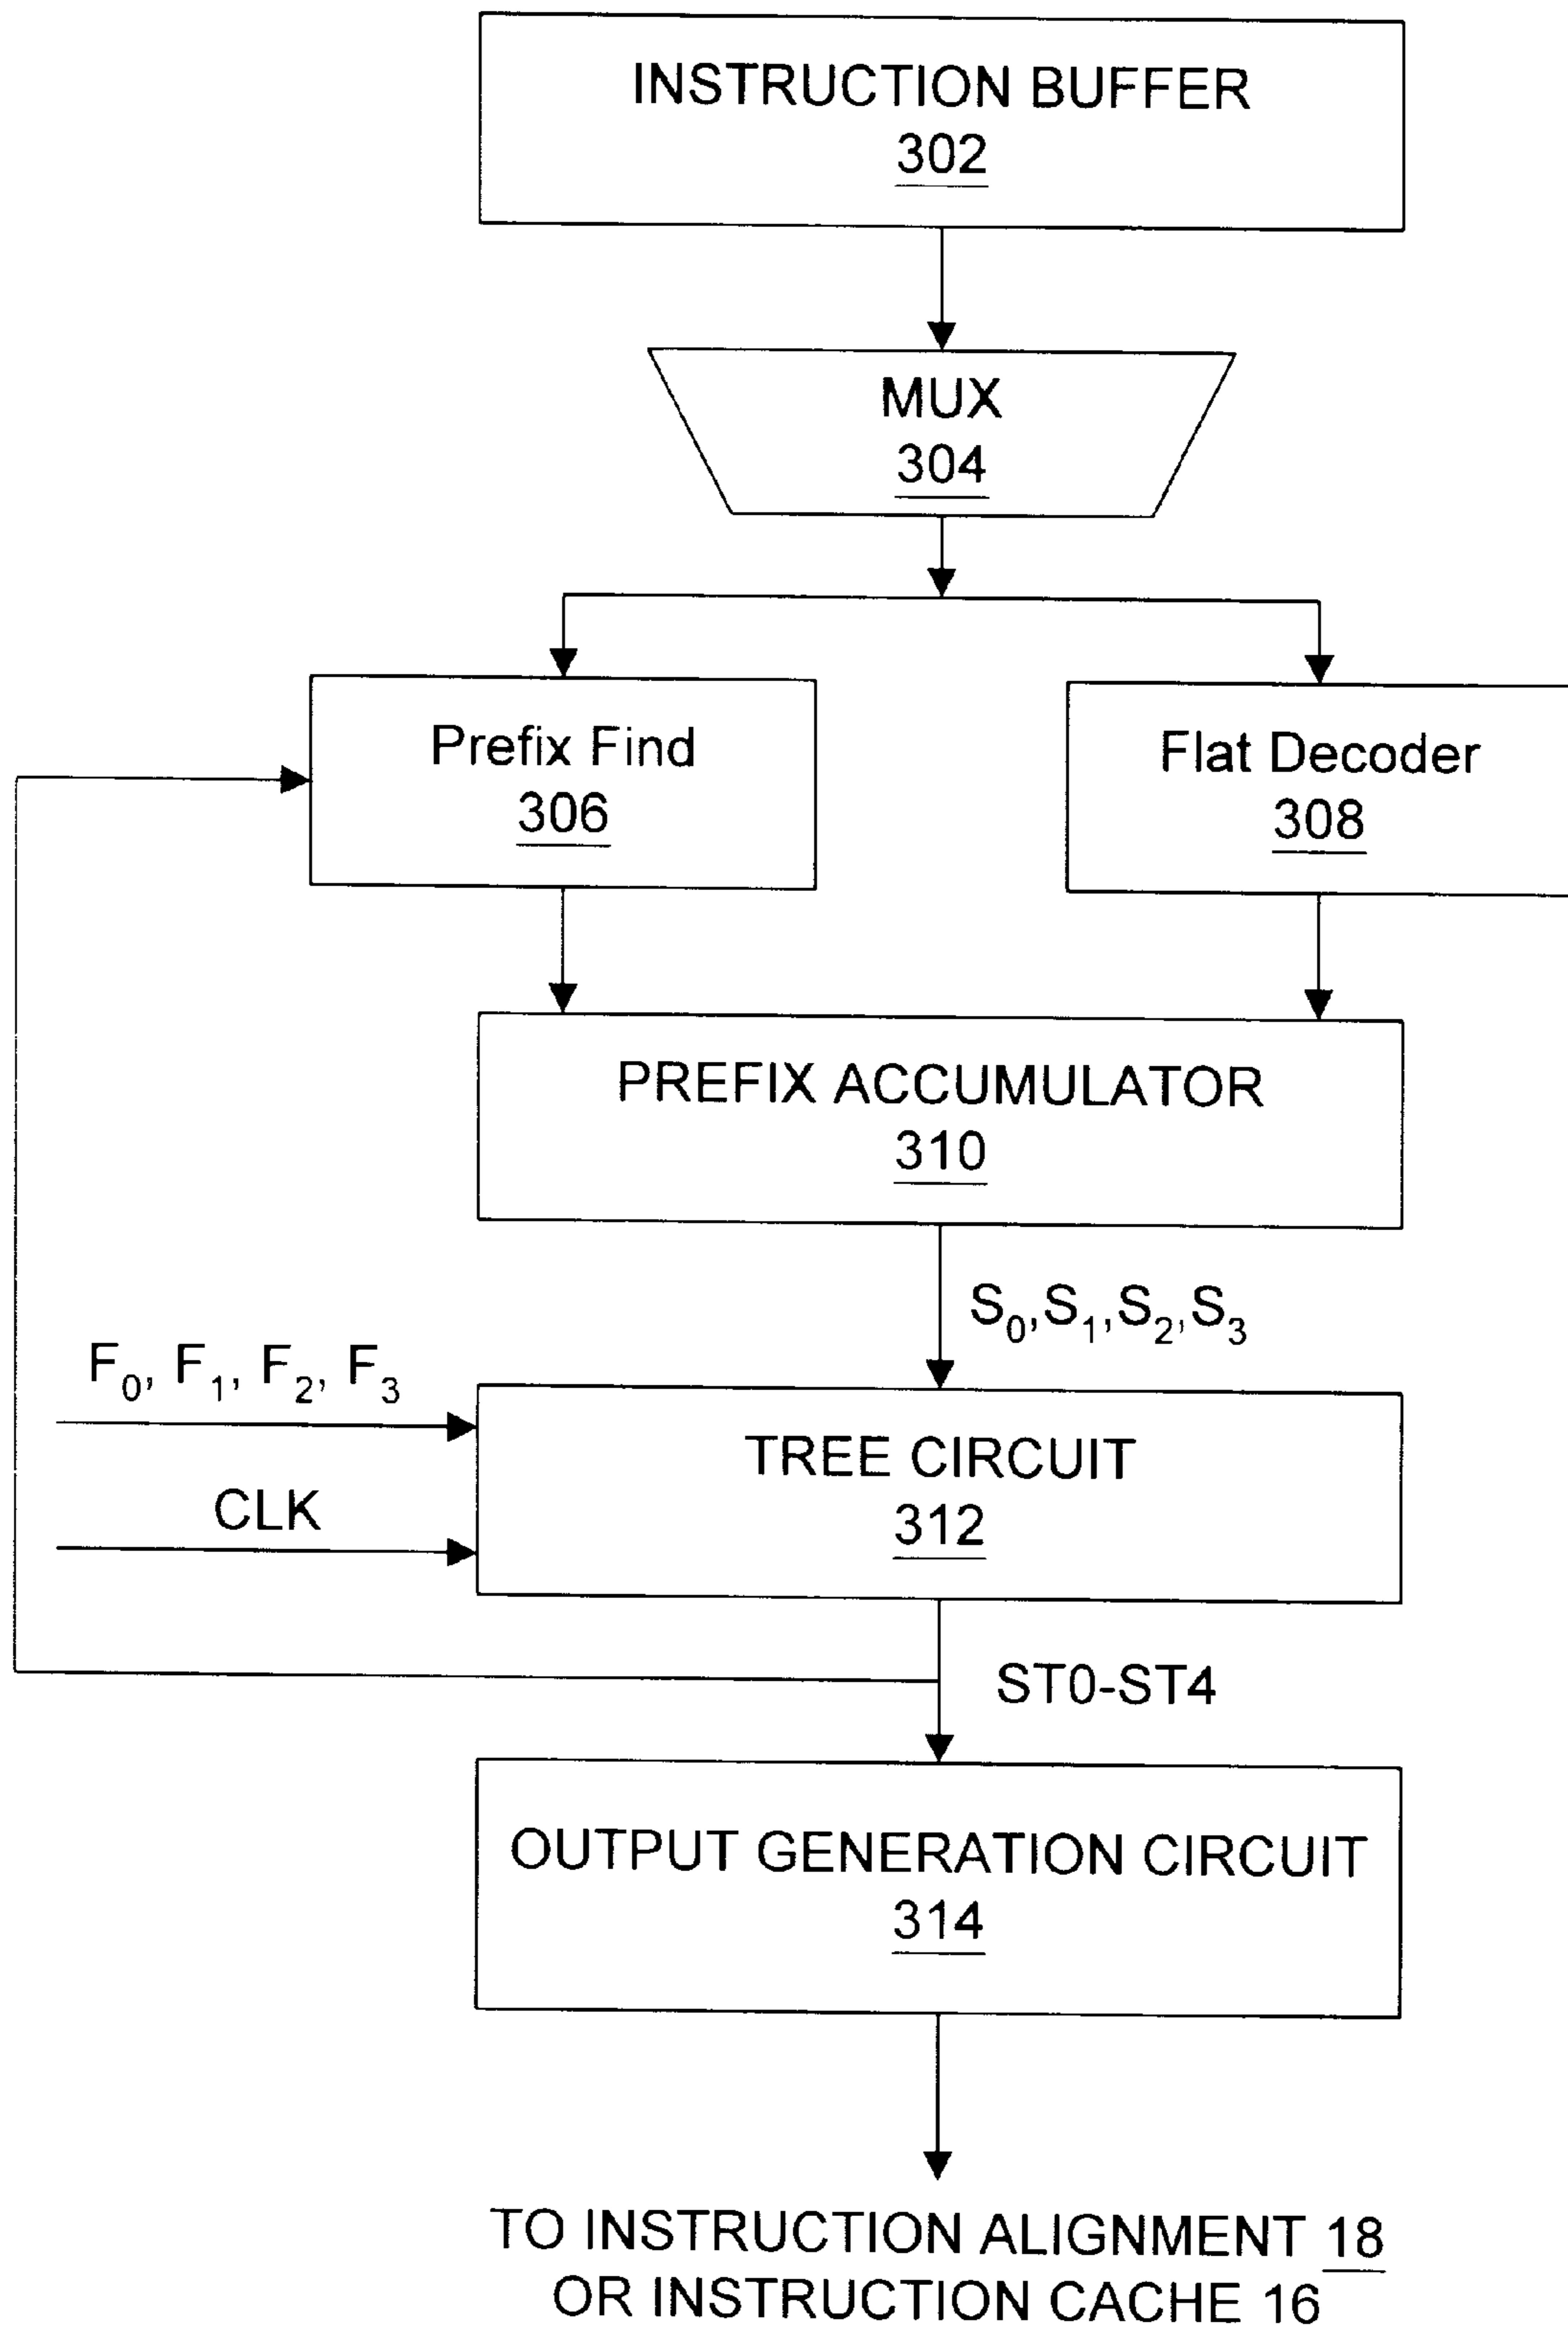 INSTRUCTION BUFFER
302
MUX
304
Prefix Find
306
Flat Decoder
308
PREFIX ACCUMULATOR
310
S0,S1,S2,S3
F0, F1, F2, F3
TREE CIRCUIT
312
CLK
ST0-ST4
OUTPUT GENERATION CIRCUIT
314
TO INSTRUCTION ALIGNMENT 18
OR INSTRUCTION CACHE 16